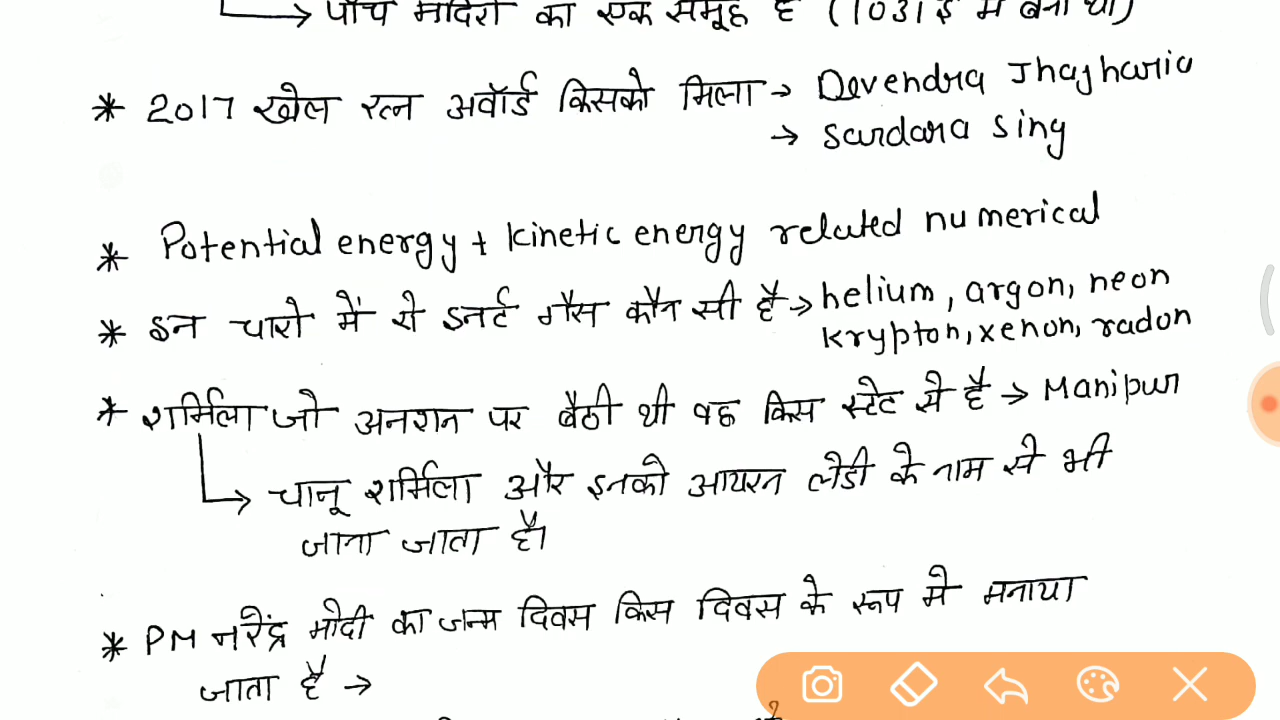 पाँच मंदिरो का एक समूह है (1031 ई में बना था)
* 2017 खेल रत्न अवॉर्ड किसको मिला → Devendra Jhajharia
→ Sardara Sing
* Potential energy + kinetic energy related numerical
* इन चारो में से इनर्ट गैस कौन सी है → helium, argon, neon
krypton, xenon, radon
* शर्मिला जो अनशन पर बैठी थी वह किस स्टेट से है → Manipur
चानू शर्मिला और इनको आयरन लेडी के नाम से भी
जाना जाता है।
* PM नरेंद्र मोदी का जन्म दिवस किस दिवस के रूप मे मनाया
जाता है →